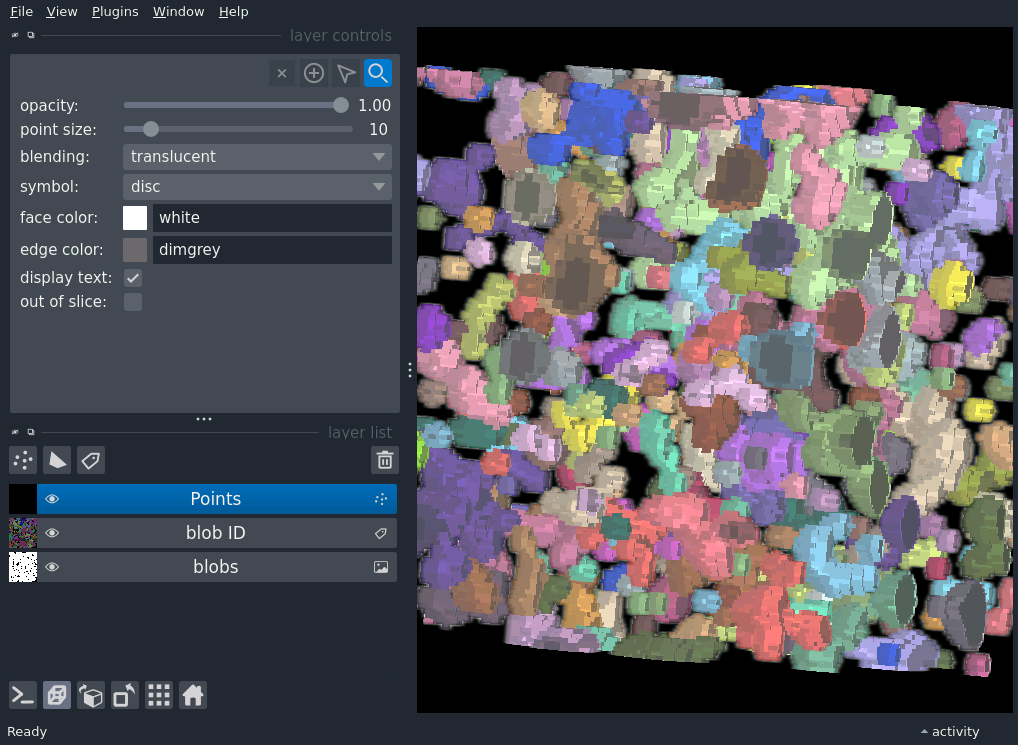 File View Plugins Window Help
layer controls
opacity: 1.00
point size: 10
blending: translucent
symbol: disc
face color: white
edge color: dimgrey
display text:
out of slice:
layer list
Points
blob ID
blobs
Ready activity